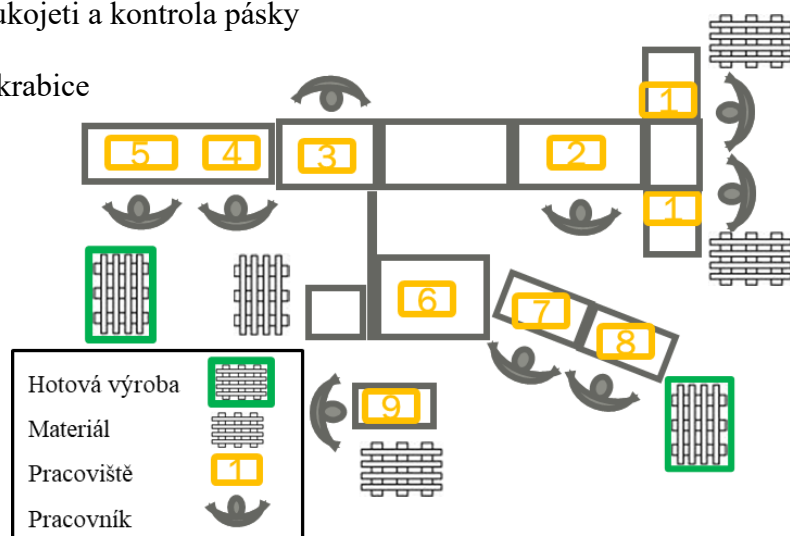 ukojeti a kontrola pásky
krabice
1
5 4 3 2
1
6 7
8
9
Hotová výroba
Materiál
Pracoviště 1
Pracovník